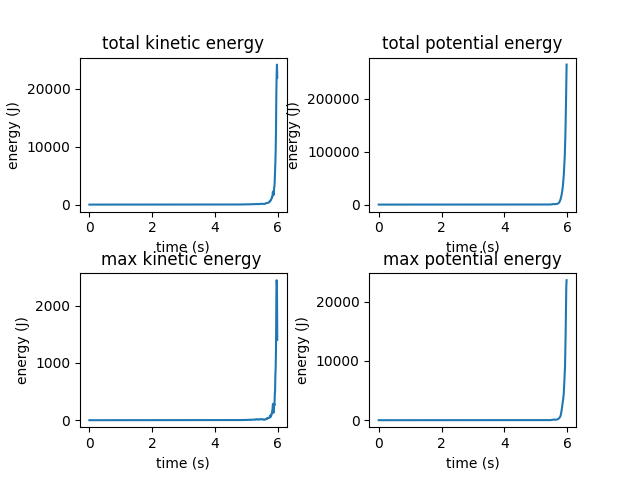 total kinetic energy
energy (J)
20000
10000
0
0 2 4 6
time (s)
total potential energy
energy (J)
200000
100000
0
0 2 4 6
time (s)
max kinetic energy
energy (J)
2000
1000
0
0 2 4 6
time (s)
max potential energy
energy (J)
20000
10000
0
0 2 4 6
time (s)